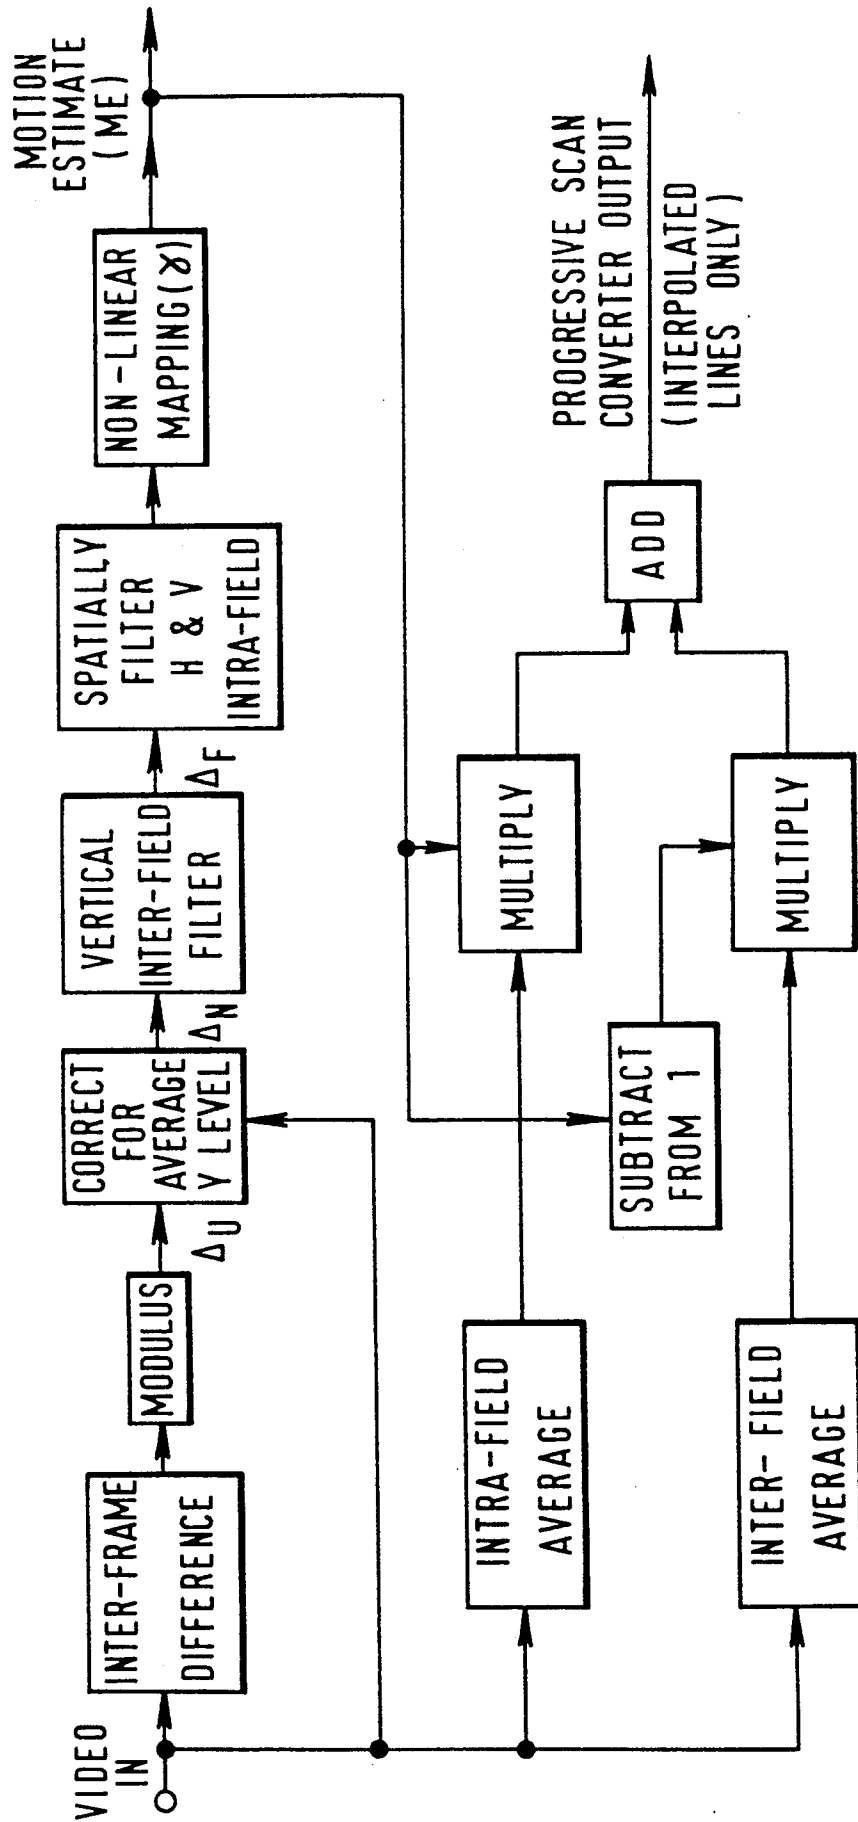 VIDEO
IN
INTER-FRAME
DIFFERENCE
MODULUS
ΔU
CORRECT
FOR
AVERAGE
Y LEVEL
ΔN
VERTICAL
INTER-FIELD
FILTER
ΔF
SPATIALLY
FILTER
H & V
INTRA-FIELD
NON-LINEAR
MAPPING(γ)
MOTION
ESTIMATE
(ME)
INTRA-FIELD
AVERAGE
SUBTRACT
FROM 1
MULTIPLY
INTER-FIELD
AVERAGE
MULTIPLY
ADD
PROGRESSIVE SCAN
CONVERTER OUTPUT
(INTERPOLATED
LINES ONLY)